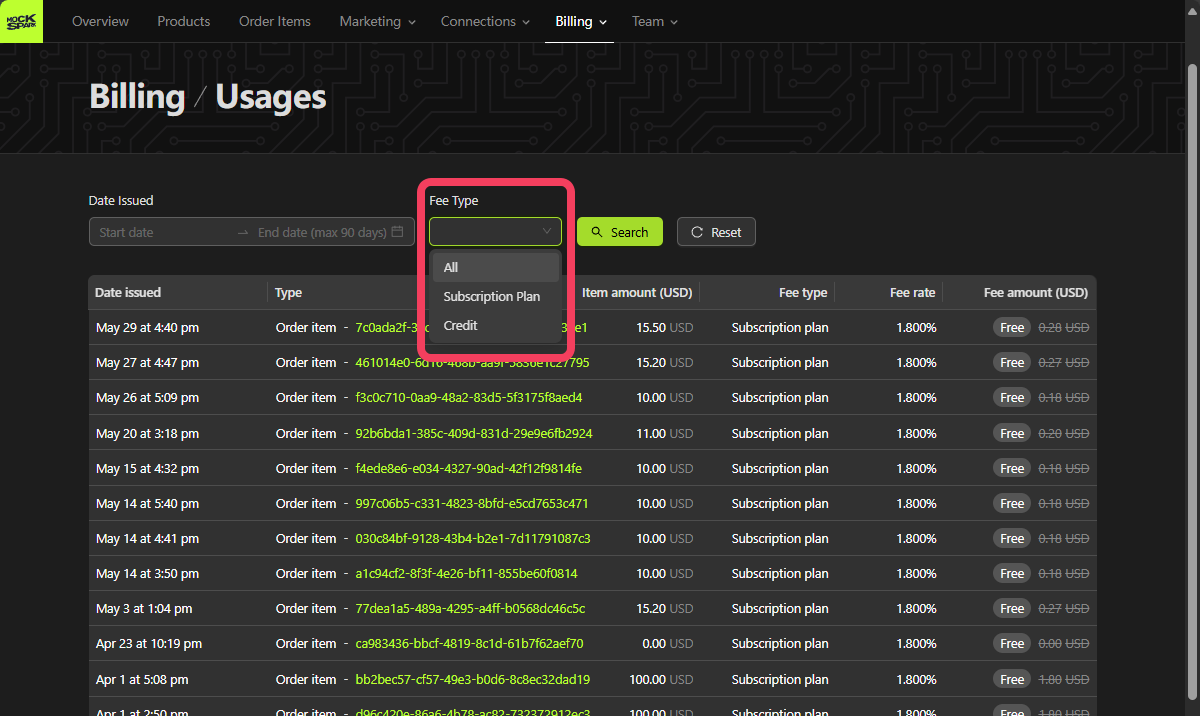 MOCK SPARK
Overview Products Order Items Marketing Connections Billing Team
Billing / Usages
Date Issued Fee Type
Start date → End date (max 90 days) Search Reset
All
Subscription Plan
Credit
Date issued Type Item amount (USD) Fee type Fee rate Fee amount (USD)
May 29 at 4:40 pm Order item - 7c0ada2f-3 e1 15.50 USD Subscription plan 1.800% Free 0.28 USD
May 27 at 4:47 pm Order item - 15.20 USD Subscription plan 1.800% Free 0.27 USD
May 26 at 5:09 pm Order item - f3c0c710-0aa9-48a2-83d5-5f3175f8aed4 10.00 USD Subscription plan 1.800% Free 0.18 USD
May 20 at 3:18 pm Order item - 92b6bda1-385c-409d-831d-29e9e6fb2924 11.00 USD Subscription plan 1.800% Free 0.20 USD
May 15 at 4:32 pm Order item - f4ede8e6-e034-4327-90ad-42f12f9814fe 10.00 USD Subscription plan 1.800% Free 0.18 USD
May 14 at 5:40 pm Order item - 997c06b5-c331-4823-8bfd-e5cd7653c471 10.00 USD Subscription plan 1.800% Free 0.18 USD
May 14 at 4:41 pm Order item - 030c84bf-9128-43b4-b2e1-7d11791087c3 10.00 USD Subscription plan 1.800% Free 0.18 USD
May 14 at 3:50 pm Order item - a1c94cf2-8f3f-4e26-bf11-855be60f0814 10.00 USD Subscription plan 1.800% Free 0.18 USD
May 3 at 1:04 pm Order item - 77dea1a5-489a-4295-a4ff-b0568dc46c5c 15.20 USD Subscription plan 1.800% Free 0.27 USD
Apr 23 at 10:19 pm Order item - ca983436-bbcf-4819-8c1d-61b7f62aef70 0.00 USD Subscription plan 1.800% Free 0.00 USD
Apr 1 at 5:08 pm Order item - bb2bec57-cf57-49e3-b0d6-8c8ec32dad19 100.00 USD Subscription plan 1.800% Free 1.80 USD
Apr 1 at 2:50 pm Order item - d96c420e-86a6-4b78-ac82-732372912ec3 100.00 USD Subscription plan 1.800% Free 1.80 USD